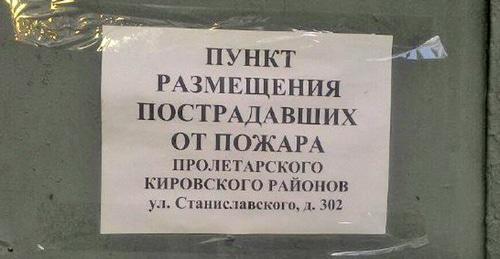 ПУНКТ
РАЗМЕЩЕНИЯ
ПОСТРАДАВШИХ
ОТ ПОЖАРА
ПРОЛЕТАРСКОГО
КИРОВСКОГО РАЙОНОВ
ул. Станиславского, д. 302